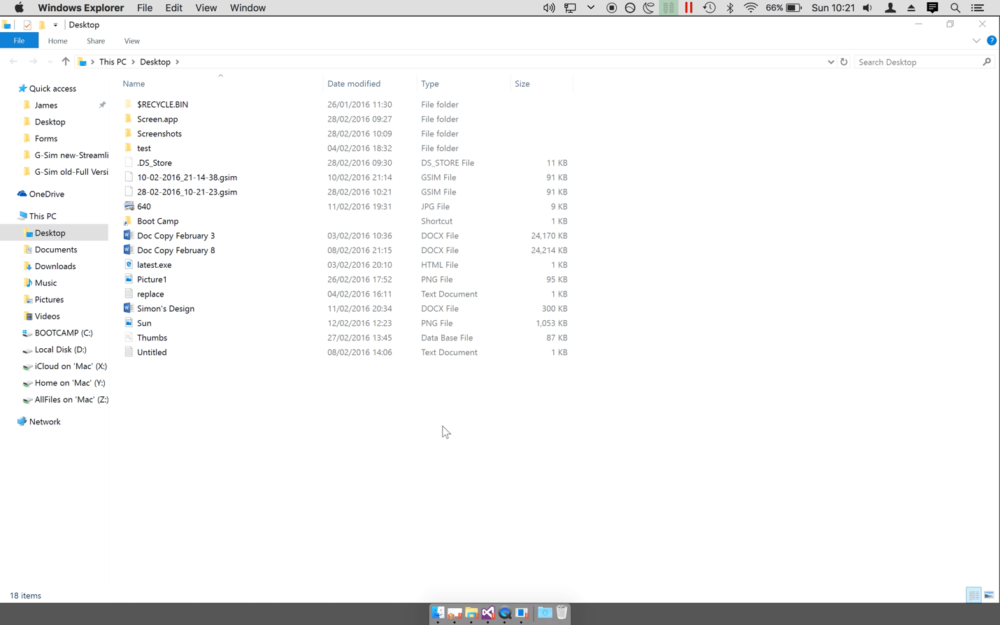 Windows Explorer File Edit View Window 66% Sun 10:21
Desktop
File Home Share View
This PC > Desktop > Search Desktop
Name Date modified Type Size
Quick access
James
Desktop
Forms
G-Sim new-Streamli
G-Sim old-Full Versi
OneDrive
This PC
Desktop
Documents
Downloads
Music
Pictures
Videos
BOOTCAMP (C:)
Local Disk (D:)
iCloud on 'Mac' (X:)
Home on 'Mac' (Y:)
AllFiles on 'Mac' (Z:)
Network
$RECYCLE.BIN 26/01/2016 11:30 File folder
Screen.app 28/02/2016 09:27 File folder
Screenshots 28/02/2016 10:09 File folder
test 04/02/2016 18:32 File folder
.DS_Store 28/02/2016 09:30 DS_STORE File 11 KB
10-02-2016_21-14-38.gsim 10/02/2016 21:14 GSIM File 91 KB
28-02-2016_10-21-23.gsim 28/02/2016 10:21 GSIM File 91 KB
640 11/02/2016 19:31 JPG File 9 KB
Boot Camp Shortcut 1 KB
Doc Copy February 3 03/02/2016 10:36 DOCX File 24,170 KB
Doc Copy February 8 08/02/2016 21:15 DOCX File 24,214 KB
latest.exe 03/02/2016 20:10 HTML File 1 KB
Picture1 26/02/2016 17:52 PNG File 95 KB
replace 04/02/2016 16:11 Text Document 1 KB
Simon's Design 11/02/2016 20:34 DOCX File 300 KB
Sun 12/02/2016 12:23 PNG File 1,053 KB
Thumbs 27/02/2016 13:45 Data Base File 87 KB
Untitled 08/02/2016 14:06 Text Document 1 KB
18 items